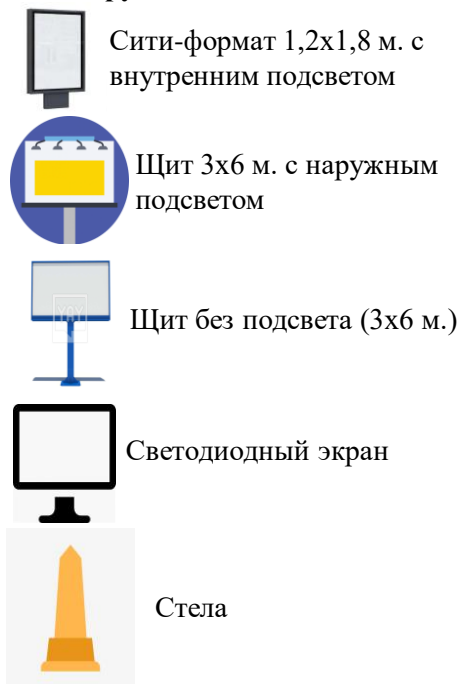 Сити-формат 1,2х1,8 м. с
внутренним подсветом
Щит 3х6 м. с наружным
подсветом
Щит без подсвета (3х6 м.)
Светодиодный экран
Стела